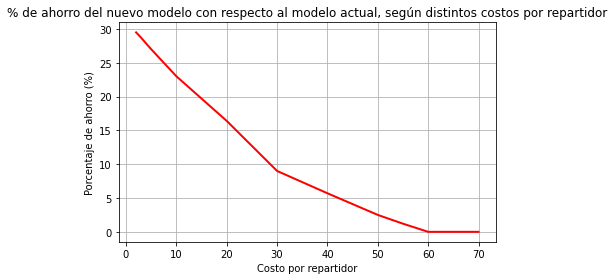 % de ahorro del nuevo modelo con respecto al modelo actual, según distintos costos por repartidor
30
25
20
15
10
5
0
Porcentaje de ahorro (%)
0 10 20 30 40 50 60 70
Costo por repartidor